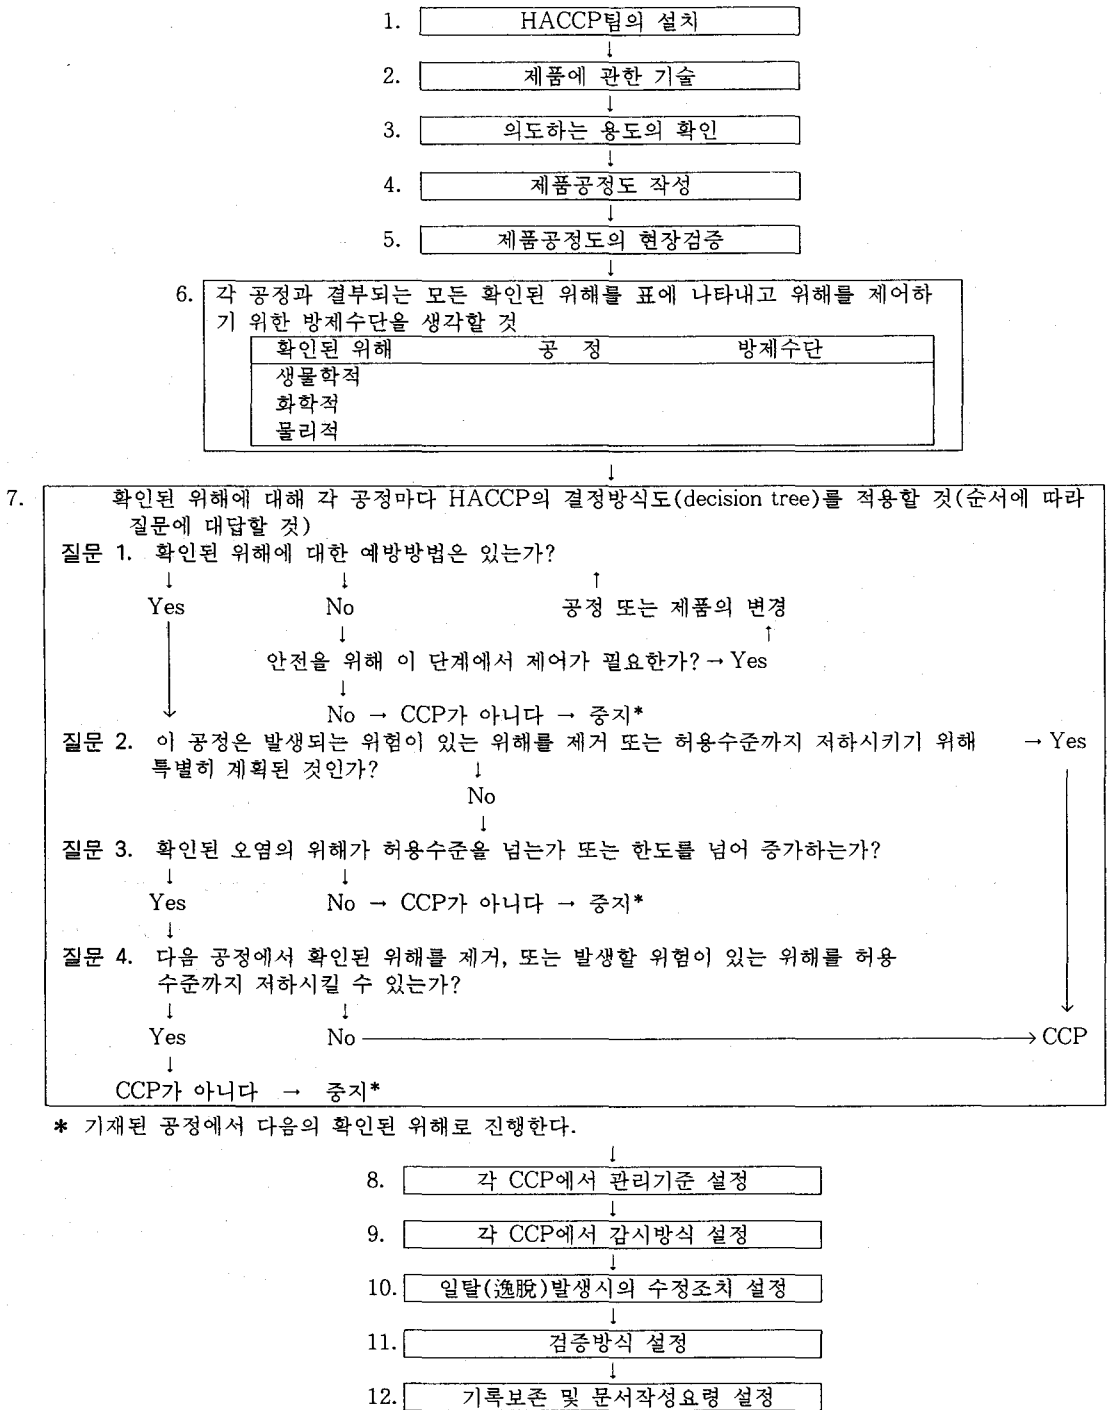 1. HACCP팀의 설치
↓
2. 제품에 관한 기술
↓
3. 의도하는 용도의 확인
↓
4. 제품공정도 작성
↓
5. 제품공정도의 현장검증
↓
6. 각 공정과 결부되는 모든 확인된 위해를 표에 나타내고 위해를 제어하
기 위한 방제수단을 생각할 것
확인된 위해 공 정 방제수단
생물학적
화학적
물리적
↓
7. 확인된 위해에 대해 각 공정마다 HACCP의 결정방식도(decision tree)를 적용할 것(순서에 따라
질문에 대답할 것)
질문 1. 확인된 위해에 대한 예방방법은 있는가?
↓ ↓ ↑
Yes No 공정 또는 제품의 변경
↓ ↑
안전을 위해 이 단계에서 제어가 필요한가? → Yes
↓
No → CCP가 아니다 → 중지*
질문 2. 이 공정은 발생되는 위험이 있는 위해를 제거 또는 허용수준까지 저하시키기 위해 → Yes
특별히 계획된 것인가? ↓
No
↓
질문 3. 확인된 오염의 위해가 허용수준을 넘는가 또는 한도를 넘어 증가하는가?
↓ ↓
Yes No → CCP가 아니다 → 중지*
↓
질문 4. 다음 공정에서 확인된 위해를 제거, 또는 발생할 위험이 있는 위해를 허용
수준까지 저하시킬 수 있는가?
↓ ↓
Yes No → CCP
↓
CCP가 아니다 → 중지*
* 기재된 공정에서 다음의 확인된 위해로 진행한다.
↓
8. 각 CCP에서 관리기준 설정
↓
9. 각 CCP에서 감시방식 설정
↓
10. 일탈(逸脫)발생시의 수정조치 설정
↓
11. 검증방식 설정
↓
12. 기록보존 및 문서작성요령 설정